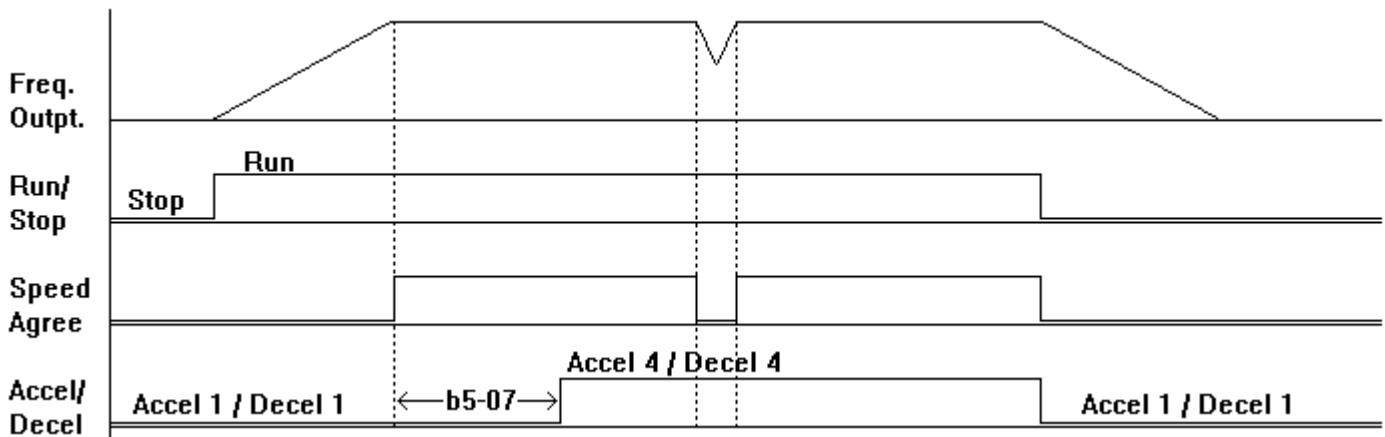 Freq.
Outpt.
Run/
Stop
Stop
Run
Speed
Agree
Accel/
Decel
Accel 1 / Decel 1
b5-07
Accel 4 / Decel 4
Accel 1 / Decel 1